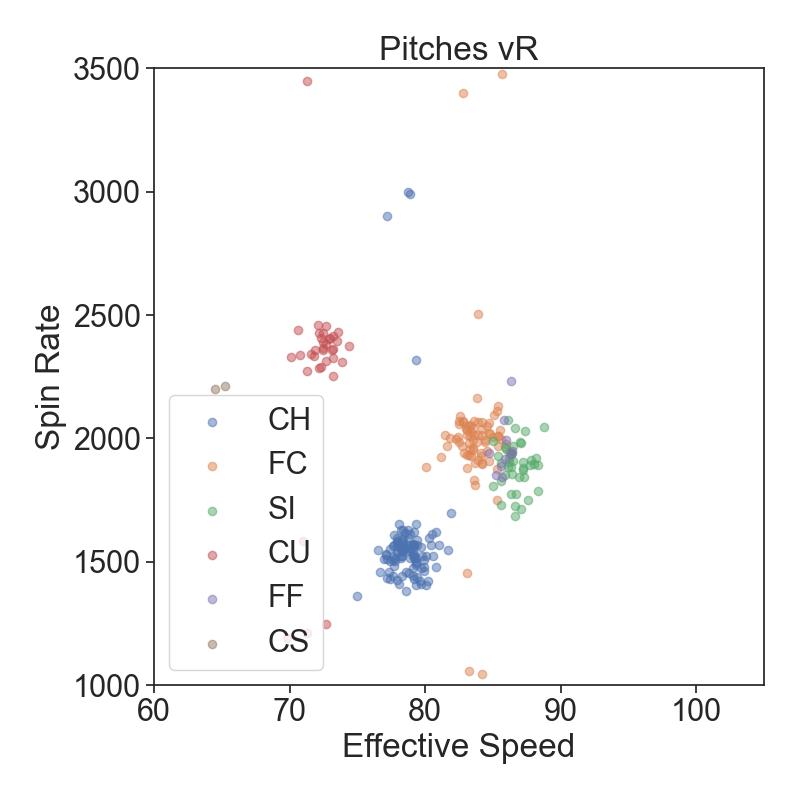 Pitches vR
3500
3000
2500
2000
1500
1000
Spin Rate
CH
FC
SI
CU
FF
CS
60 70 80 90 100
Effective Speed